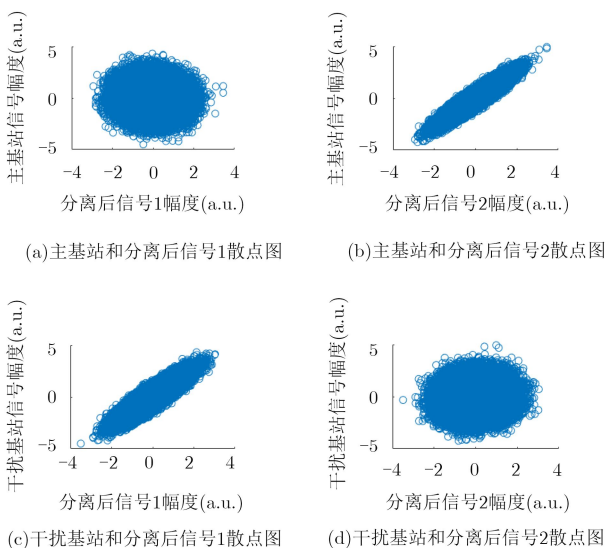 主基站信号幅度(a.u.)
5
0
−5
−4
−2
0
2
4
分离后信号1幅度(a.u.)
(a)主基站和分离后信号1散点图
主基站信号幅度(a.u.)
5
0
−5
−4
−2
0
2
4
分离后信号2幅度(a.u.)
(b)主基站和分离后信号2散点图
干扰基站信号幅度(a.u.)
5
0
−5
−4
−2
0
2
4
分离后信号1幅度(a.u.)
(c)干扰基站和分离后信号1散点图
干扰基站信号幅度(a.u.)
5
0
−5
−4
−2
0
2
4
分离后信号2幅度(a.u.)
(d)干扰基站和分离后信号2散点图